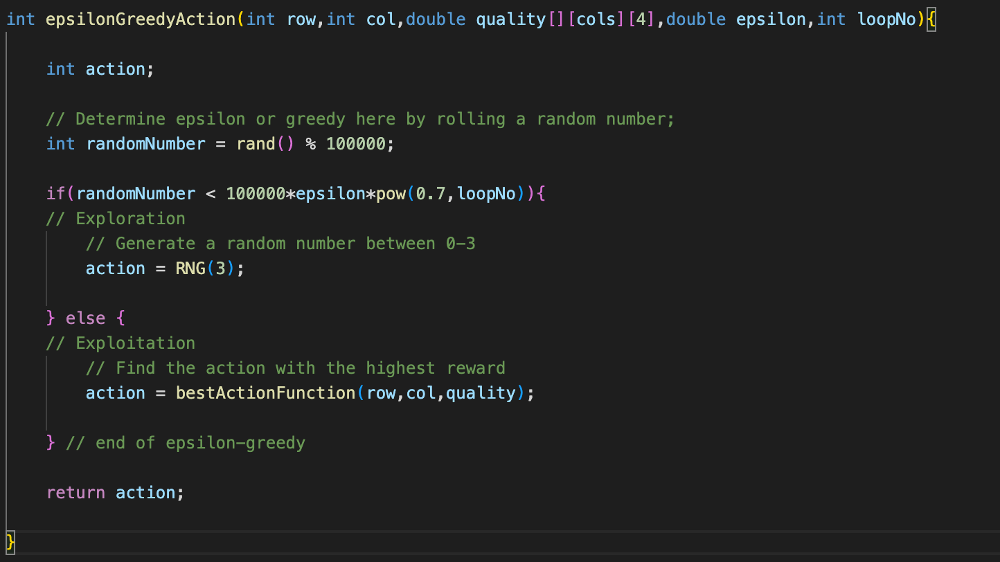 int epsilonGreedyAction(int row,int col,double quality[][cols][4],double epsilon,int loopNo){
int action;
// Determine epsilon or greedy here by rolling a random number;
int randomNumber = rand() % 100000;
if(randomNumber < 100000*epsilon*pow(0.7,loopNo)){
// Exploration
// Generate a random number between 0-3
action = RNG(3);
} else {
// Exploitation
// Find the action with the highest reward
action = bestActionFunction(row,col,quality);
} // end of epsilon-greedy
return action;
}